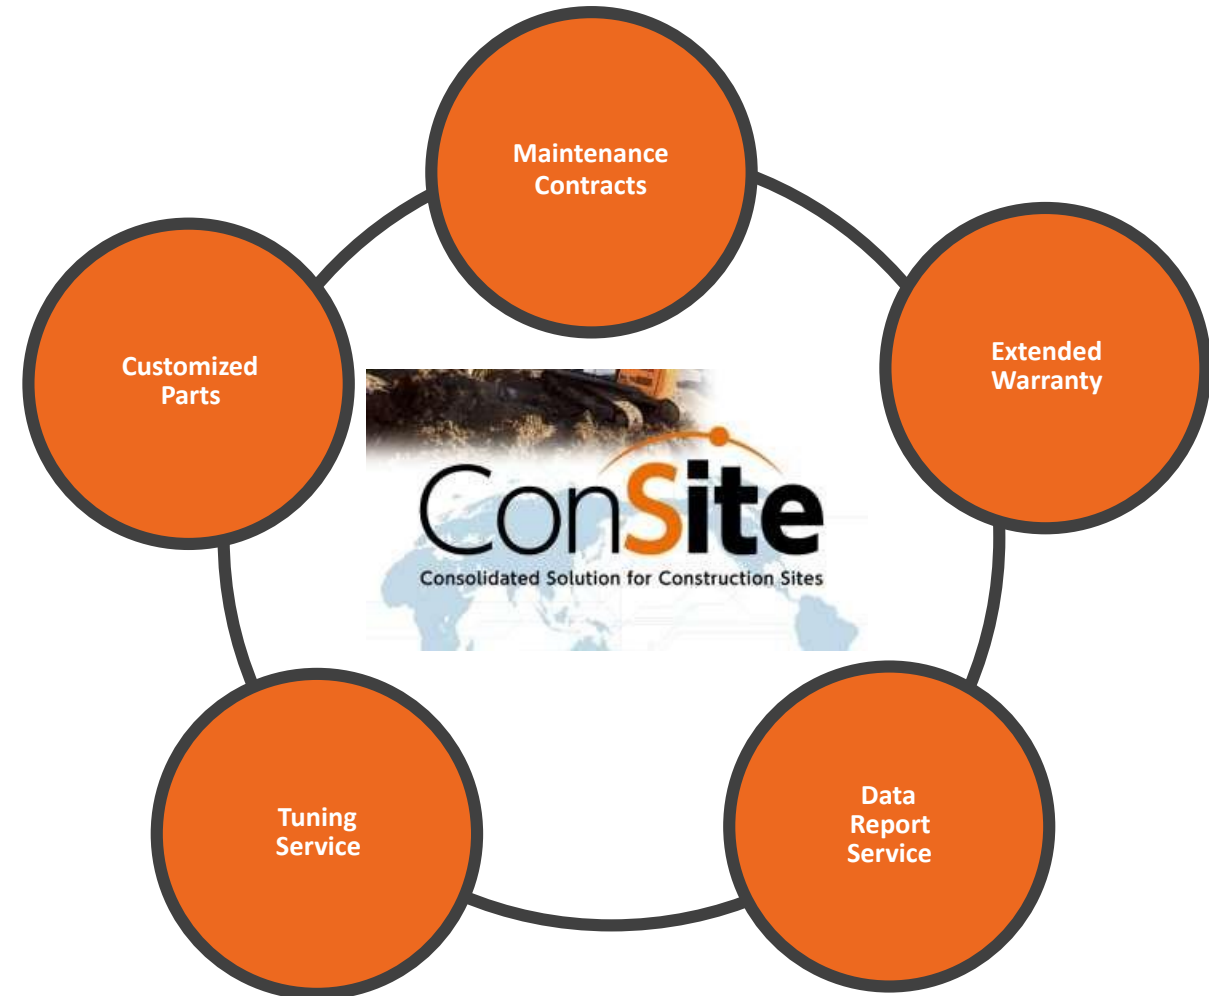 Maintenance
Contracts
Customized
Parts
Extended
Warranty
ConSite
Consolidated Solution for Construction Sites
Tuning
Service
Data
Report
Service